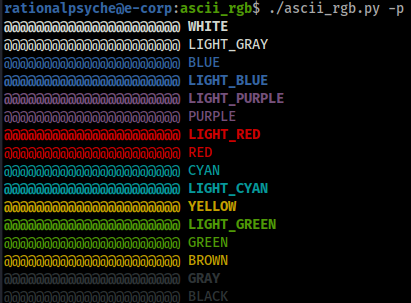 rationalpsyche@e-corp:ascii_rgb$ ./ascii_rgb.py -p
@@@@@@@@@@@@@@@@@@@@@@ WHITE
@@@@@@@@@@@@@@@@@@@@@@ LIGHT_GRAY
@@@@@@@@@@@@@@@@@@@@@@ BLUE
@@@@@@@@@@@@@@@@@@@@@@ LIGHT_BLUE
@@@@@@@@@@@@@@@@@@@@@@ LIGHT_PURPLE
@@@@@@@@@@@@@@@@@@@@@@ PURPLE
@@@@@@@@@@@@@@@@@@@@@@ LIGHT_RED
@@@@@@@@@@@@@@@@@@@@@@ RED
@@@@@@@@@@@@@@@@@@@@@@ CYAN
@@@@@@@@@@@@@@@@@@@@@@ LIGHT_CYAN
@@@@@@@@@@@@@@@@@@@@@@ YELLOW
@@@@@@@@@@@@@@@@@@@@@@ LIGHT_GREEN
@@@@@@@@@@@@@@@@@@@@@@ GREEN
@@@@@@@@@@@@@@@@@@@@@@ BROWN
@@@@@@@@@@@@@@@@@@@@@@ GRAY
@@@@@@@@@@@@@@@@@@@@@@ BLACK